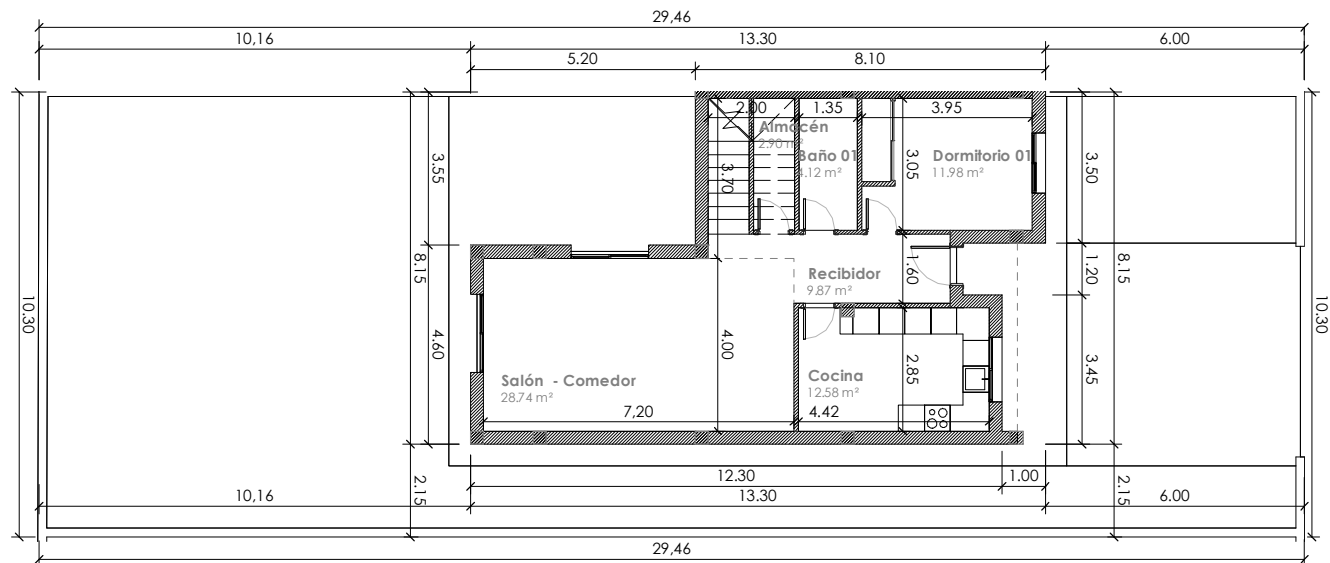 29,46
10,16
13.30
6.00
5.20
8.10
2.00
1.35
3.95
Almacén
2.90 m²
Baño 01
4.12 m²
Dormitorio 01
11.98 m²
3.55
3.70
3.05
3.50
8.15
10.30
4.60
Recibidor
9.87 m²
1.60
1.20
8.15
10.30
4.00
Salón - Comedor
28.74 m²
Cocina
12.58 m²
2.85
3.45
7,20
4.42
12.30
1.00
2.15
2.15
10,16
13.30
6.00
29,46